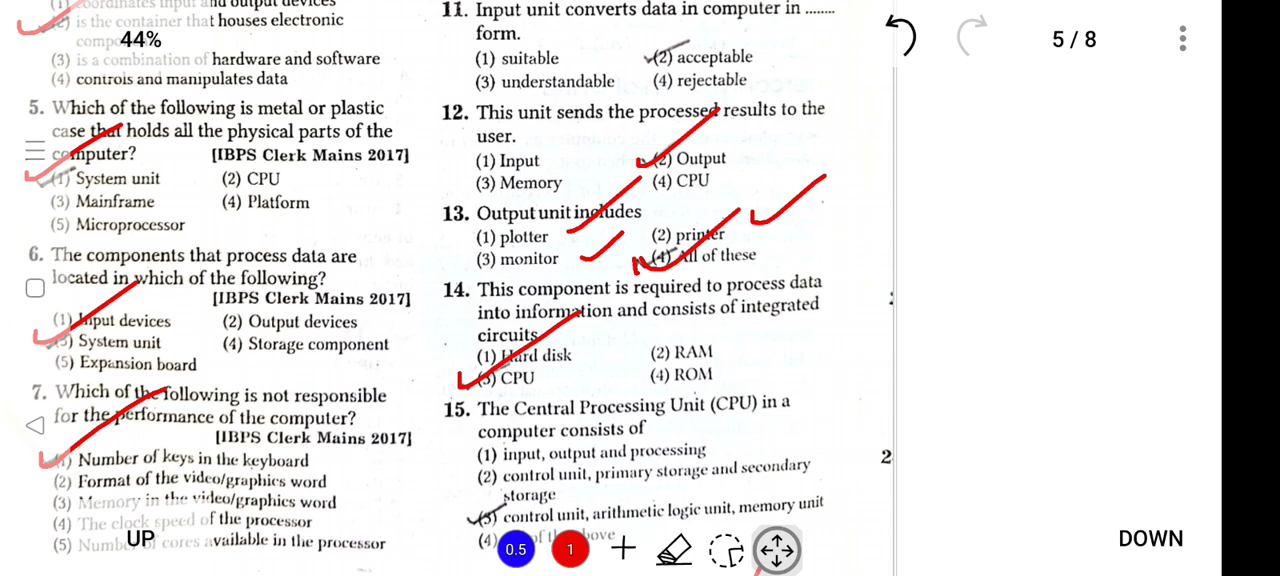 (1) coordinates input and output devices
(2) is the container that houses electronic
compo
44%
(3) is a combination of hardware and software
(4) controls and manipulates data
5. Which of the following is metal or plastic
case that holds all the physical parts of the
computer? [IBPS Clerk Mains 2017]
(1) System unit (2) CPU
(3) Mainframe (4) Platform
(5) Microprocessor
6. The components that process data are
located in which of the following?
[IBPS Clerk Mains 2017]
(1) Input devices (2) Output devices
(3) System unit (4) Storage component
(5) Expansion board
7. Which of the following is not responsible
for the performance of the computer?
[IBPS Clerk Mains 2017]
(1) Number of keys in the keyboard
(2) Format of the video/graphics word
(3) Memory in the video/graphics word
(4) The clock speed of the processor
(5) Number of cores available in the processor
UP
11. Input unit converts data in computer in ........
form.
(1) suitable (2) acceptable
(3) understandable (4) rejectable
12. This unit sends the processed results to the
user.
(1) Input (2) Output
(3) Memory (4) CPU
13. Output unit includes
(1) plotter (2) printer
(3) monitor (4) All of these
14. This component is required to process data
into information and consists of integrated
circuits
(1) Hard disk (2) RAM
(3) CPU (4) ROM
15. The Central Processing Unit (CPU) in a
computer consists of
(1) input, output and processing
(2) control unit, primary storage and secondary
storage
(3) control unit, arithmetic logic unit, memory unit
(4) of the above
0.5 1
2
5 / 8
DOWN